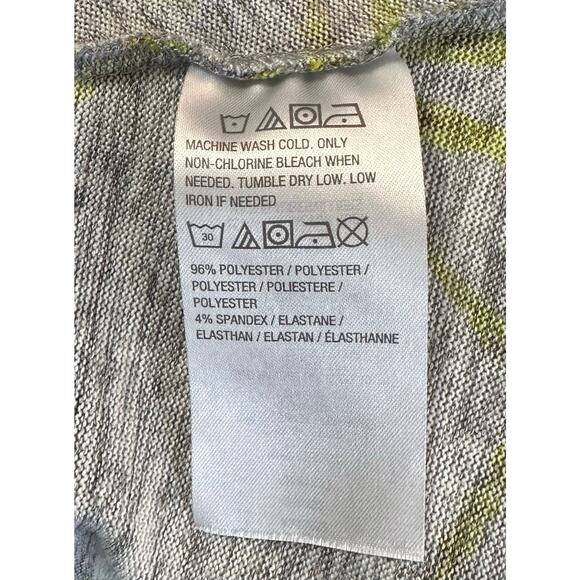 MACHINE WASH COLD. ONLY
NON-CHLORINE BLEACH WHEN
NEEDED. TUMBLE DRY LOW. LOW
IRON IF NEEDED
30
96% POLYESTER / POLYESTER /
POLYESTER / POLIESTERE /
POLYESTER
4% SPANDEX / ELASTANE /
ELASTHAN / ELASTAN / ÉLASTHANNE